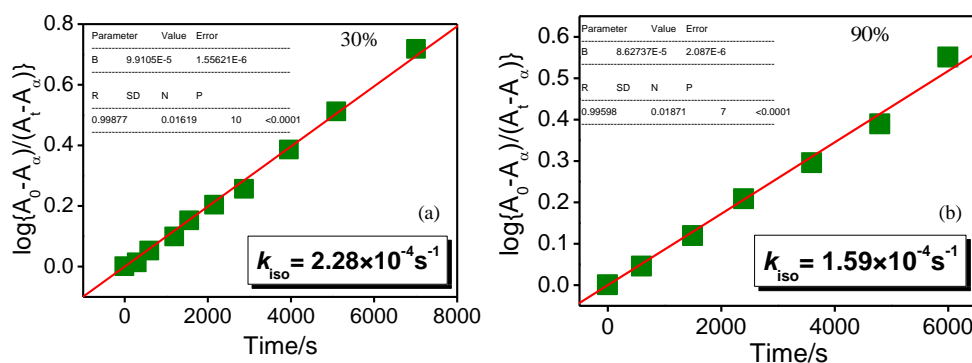 Parameter Value Error
B 9.9105E-5 1.55621E-6
R SD N P
0.99877 0.01619 10 <0.0001
30%
0.8
0.6
0.4
0.2
0.0
log{A₀-Aα)/(Aₜ-Aα)}
(a)
k_iso = 2.28×10⁻⁴s⁻¹
0 2000 4000 6000 8000
Time/s
Parameter Value Error
B 8.62737E-5 2.087E-6
R SD N P
0.99598 0.01871 7 <0.0001
90%
0.6
0.5
0.4
0.3
0.2
0.1
0.0
log{A₀-Aα)/(Aₜ-Aα)}
(b)
k_iso = 1.59×10⁻⁴s⁻¹
0 2000 4000 6000
Time/s